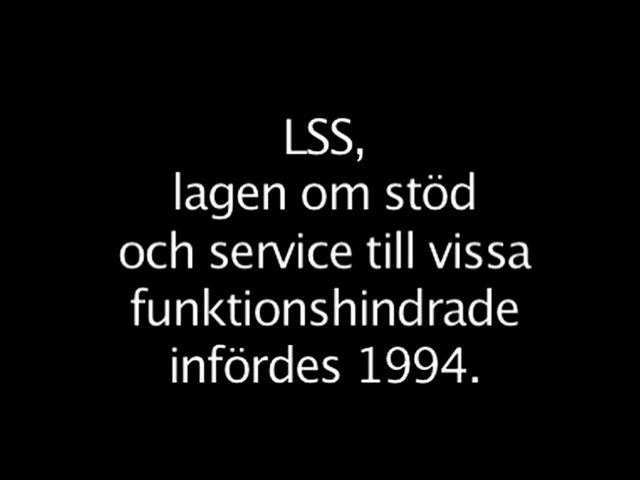 LSS,
lagen om stöd
och service till vissa
funktionshindrade
infördes 1994.